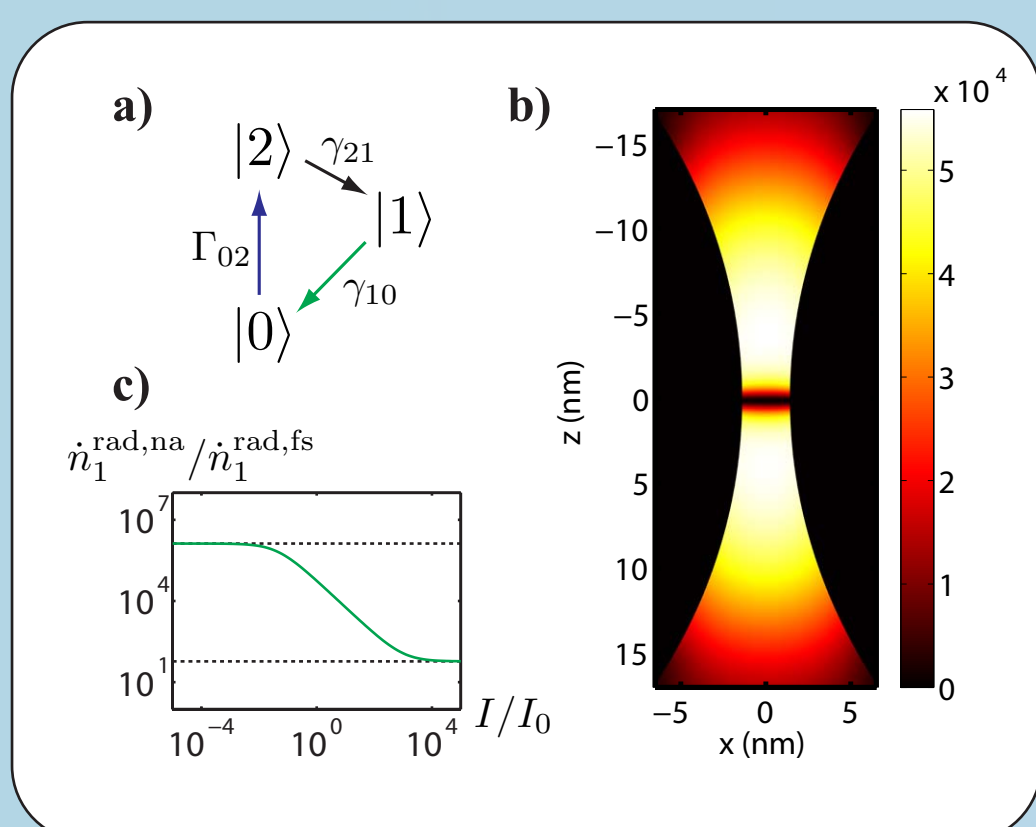 a)
|2⟩
γ21
|1⟩
Γ02
γ10
|0⟩
b)
x 10^4
5
4
3
2
1
0
−15
−10
−5
0
5
10
15
z (nm)
−5
0
5
x (nm)
c)
ṅ₁^rad,na/ṅ₁^rad,fs
10^7
10^4
10^1
10^−4
10^0
10^4
I/I₀